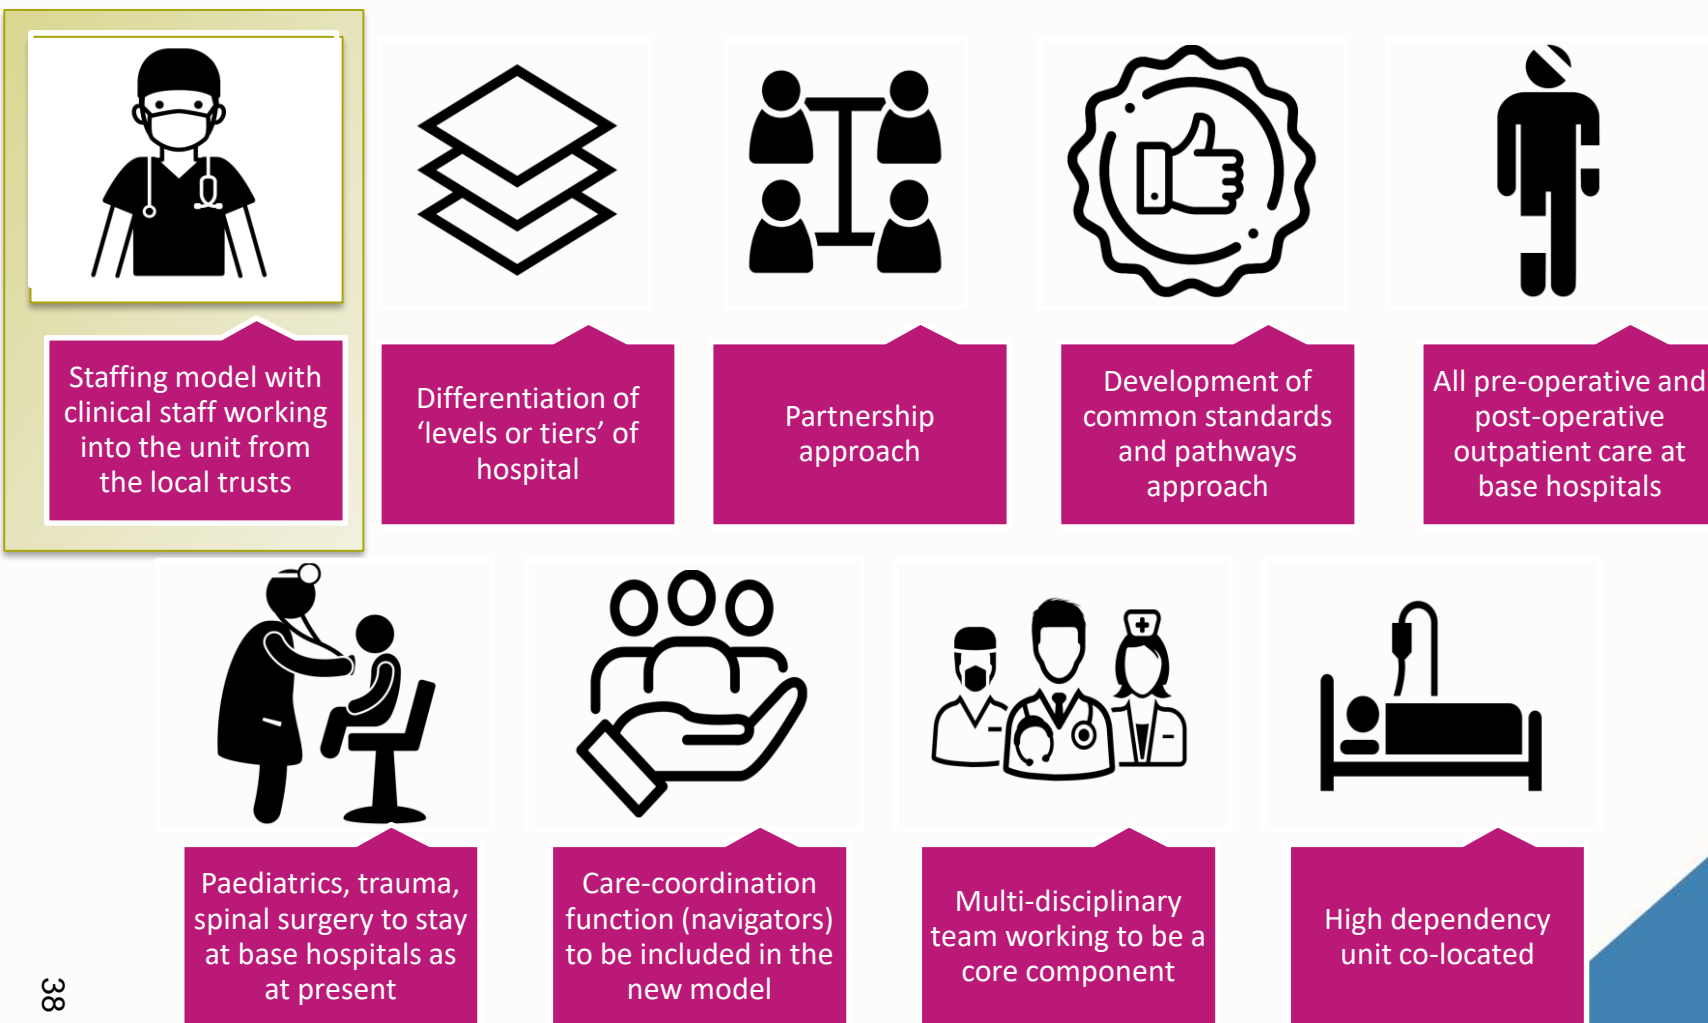 Staffing model with
clinical staff working
into the unit from
the local trusts
Differentiation of
‘levels or tiers’ of
hospital
Partnership
approach
Development of
common standards
and pathways
approach
All pre-operative and
post-operative
outpatient care at
base hospitals
Paediatrics, trauma,
spinal surgery to stay
at base hospitals as
at present
Care-coordination
function (navigators)
to be included in the
new model
Multi-disciplinary
team working to be a
core component
High dependency
unit co-located
38